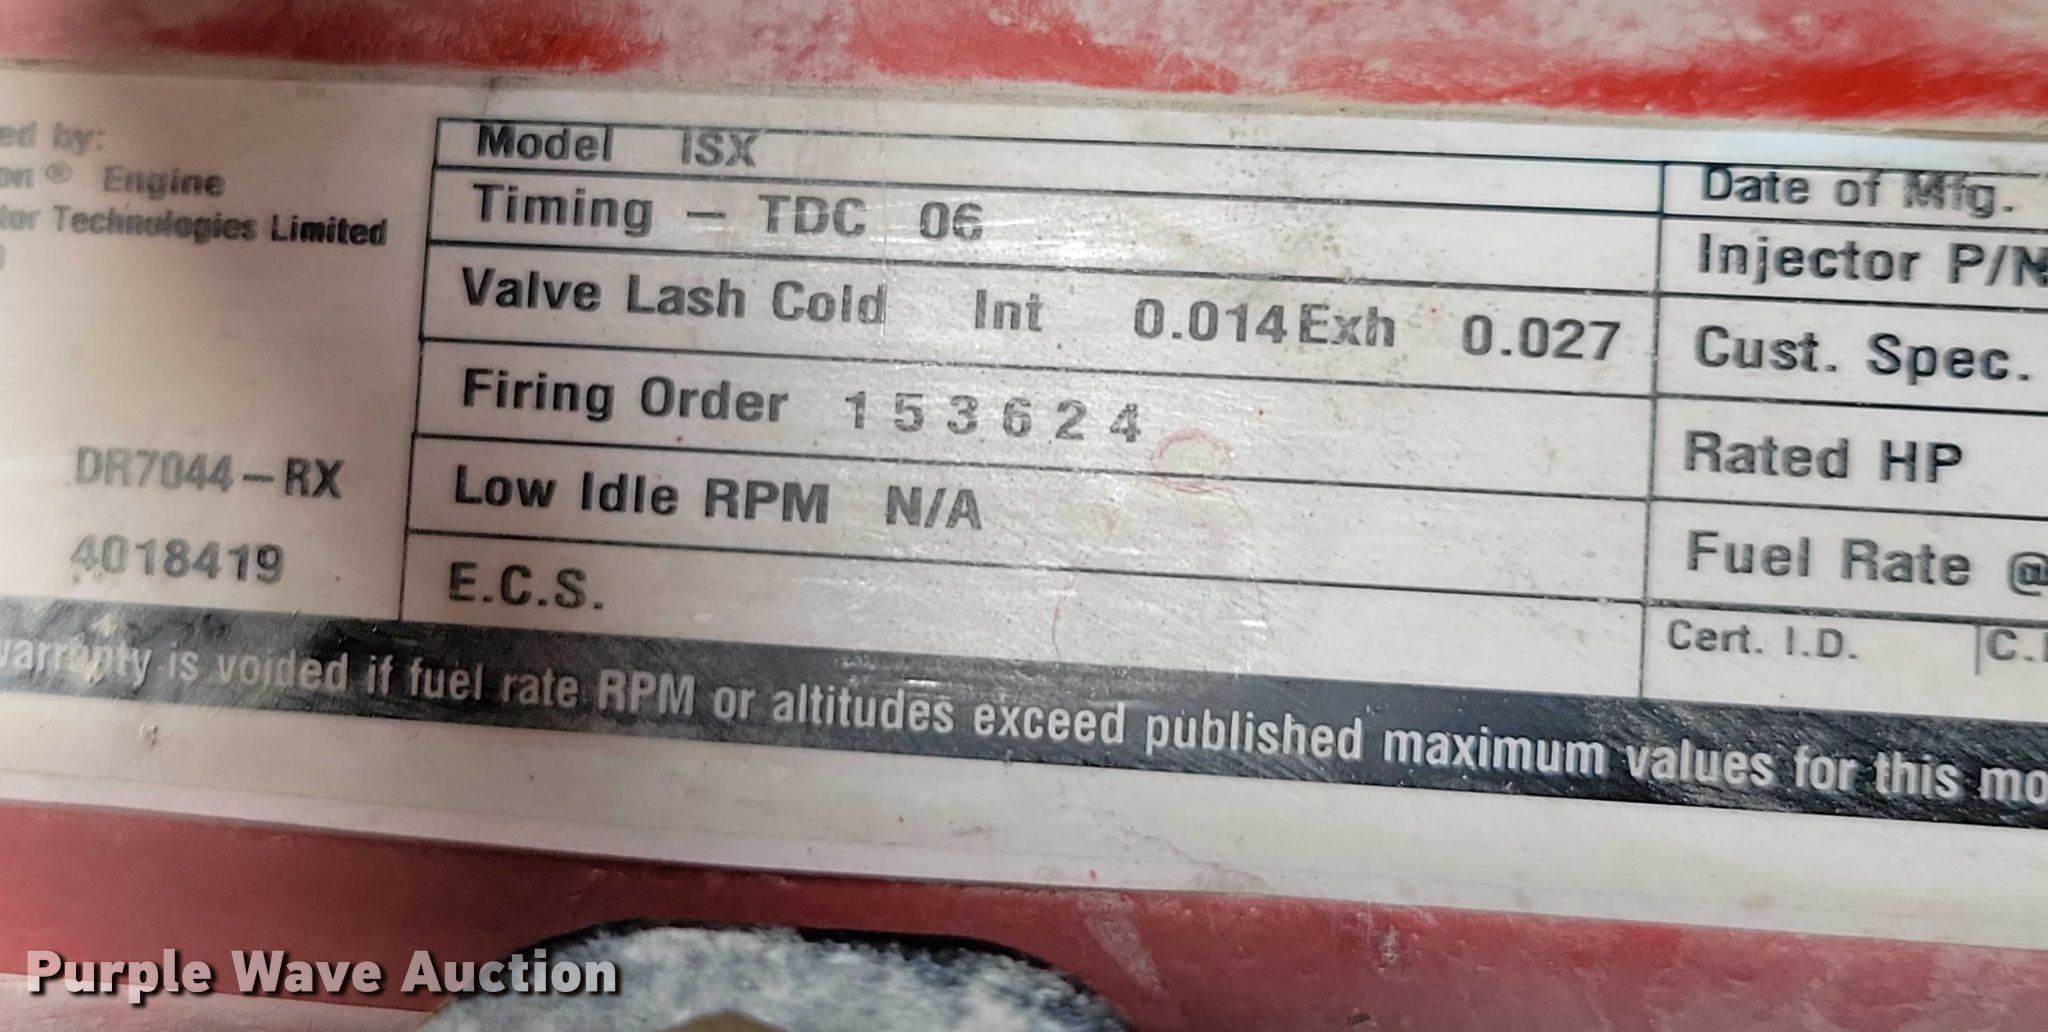 ed by:
on® Engine
tor Technologies Limited
DR7044-RX
4018419
Model ISX
Timing - TDC 06
Valve Lash Cold Int 0.014 Exh 0.027
Firing Order 1 5 3 6 2 4
Low Idle RPM N/A
E.C.S.
Date of Mfg.
Injector P/N
Cust. Spec.
Rated HP
Fuel Rate @
Cert. I.D. C.
warranty is voided if fuel rate RPM or altitudes exceed published maximum values for this mo
Purple Wave Auction